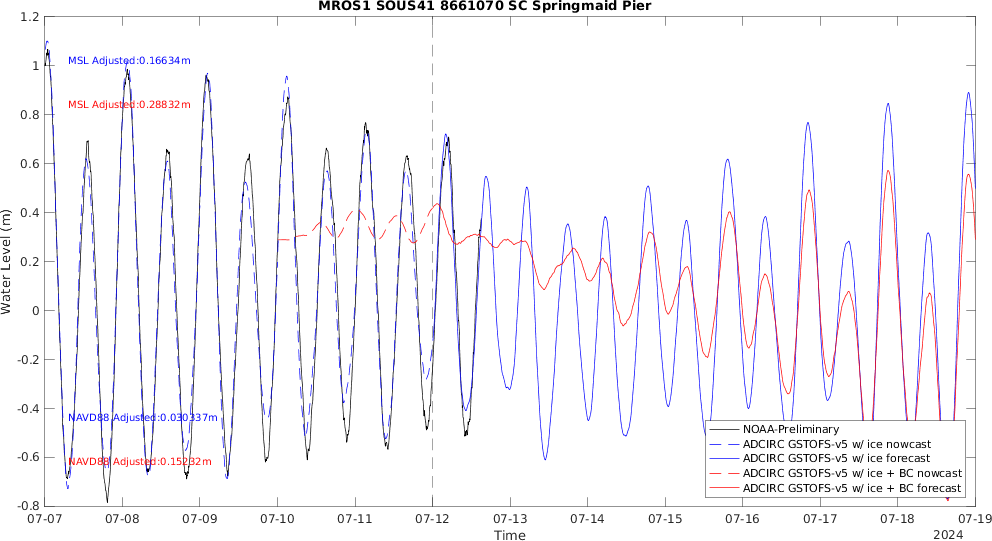 MROS1 SOUS41 8661070 SC Springmaid Pier
1.2
1
0.8
0.6
0.4
0.2
0
-0.2
-0.4
-0.6
-0.8
Water Level (m)
MSL Adjusted:0.16634m
MSL Adjusted:0.28832m
NAVD88 Adjusted:0.030337m
NAVD88 Adjusted:0.15232m
NOAA-Preliminary
ADCIRC GSTOFS-v5 w/ ice nowcast
ADCIRC GSTOFS-v5 w/ ice forecast
ADCIRC GSTOFS-v5 w/ ice + BC nowcast
ADCIRC GSTOFS-v5 w/ ice + BC forecast
07-07 07-08 07-09 07-10 07-11 07-12 07-13 07-14 07-15 07-16 07-17 07-18 07-19
Time
2024